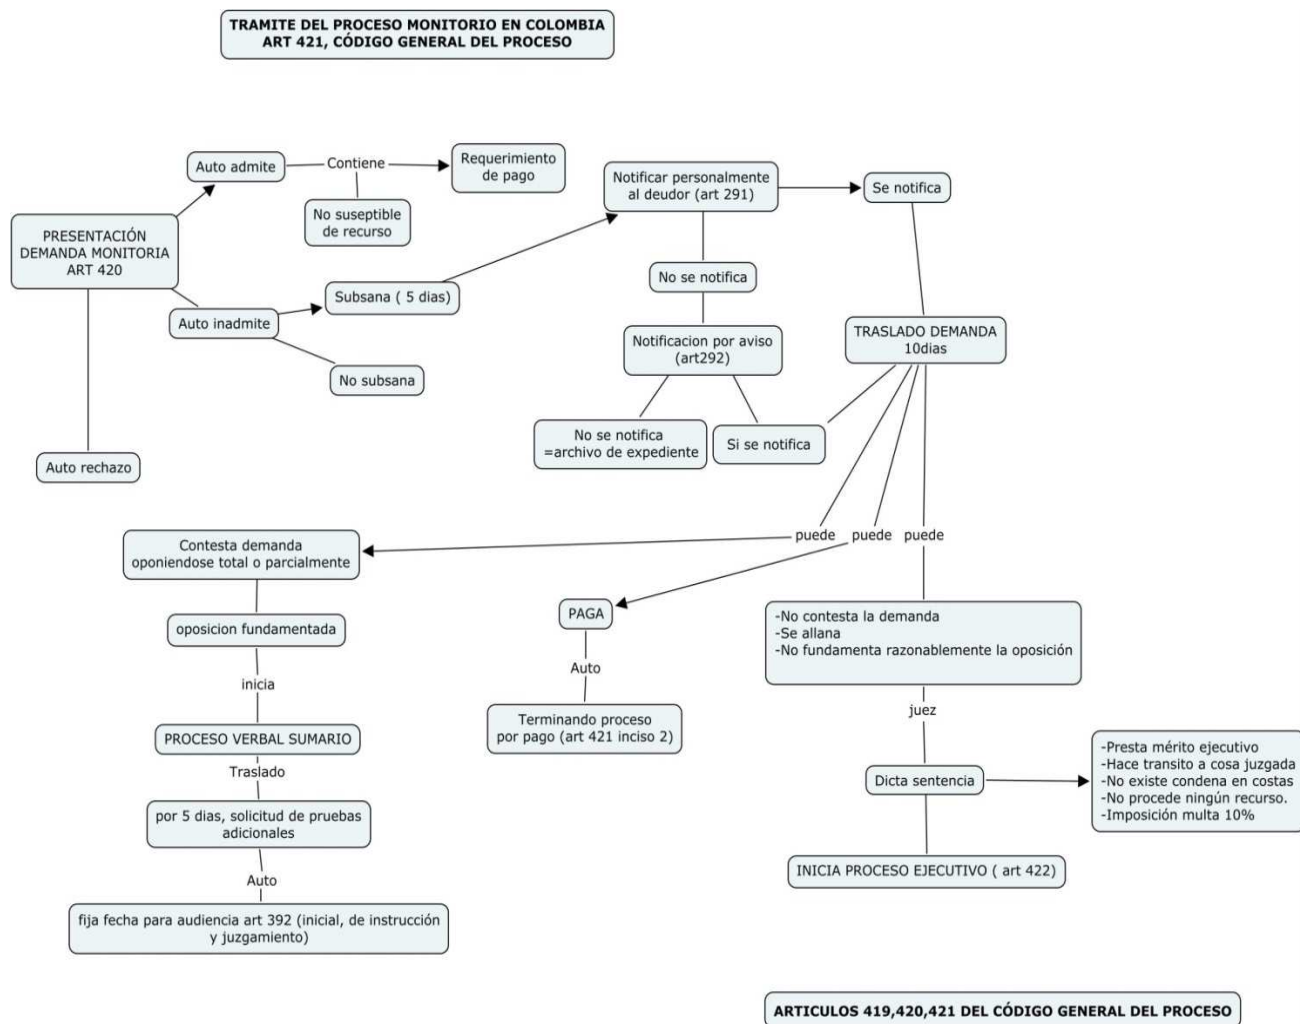 TRAMITE DEL PROCESO MONITORIO EN COLOMBIA
ART 421, CÓDIGO GENERAL DEL PROCESO
Auto admite
Contiene
Requerimiento
de pago
No suseptible
de recurso
PRESENTACIÓN
DEMANDA MONITORIA
ART 420
Auto inadmite
Subsana ( 5 dias)
No subsana
Auto rechazo
Notificar personalmente
al deudor (art 291)
Se notifica
No se notifica
Notificacion por aviso
(art292)
No se notifica
=archivo de expediente
Si se notifica
TRASLADO DEMANDA
10dias
puede
puede
puede
Contesta demanda
oponiendose total o parcialmente
oposicion fundamentada
inicia
PROCESO VERBAL SUMARIO
Traslado
por 5 dias, solicitud de pruebas
adicionales
Auto
fija fecha para audiencia art 392 (inicial, de instrucción
y juzgamiento)
PAGA
Auto
Terminando proceso
por pago (art 421 inciso 2)
-No contesta la demanda
-Se allana
-No fundamenta razonablemente la oposición
juez
Dicta sentencia
-Presta mérito ejecutivo
-Hace transito a cosa juzgada
-No existe condena en costas
-No procede ningún recurso.
-Imposición multa 10%
INICIA PROCESO EJECUTIVO ( art 422)
ARTICULOS 419,420,421 DEL CÓDIGO GENERAL DEL PROCESO